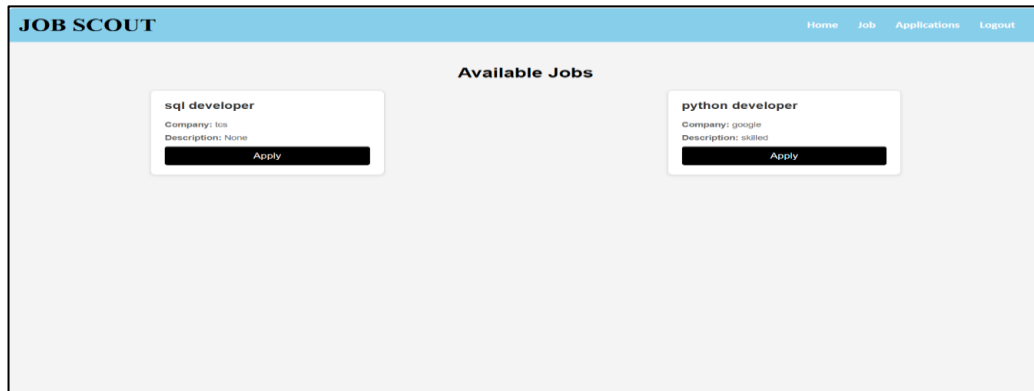 JOB SCOUT
Home Job Applications Logout
Available Jobs
sql developer
Company: tcs
Description: None
Apply
python developer
Company: google
Description: skilled
Apply